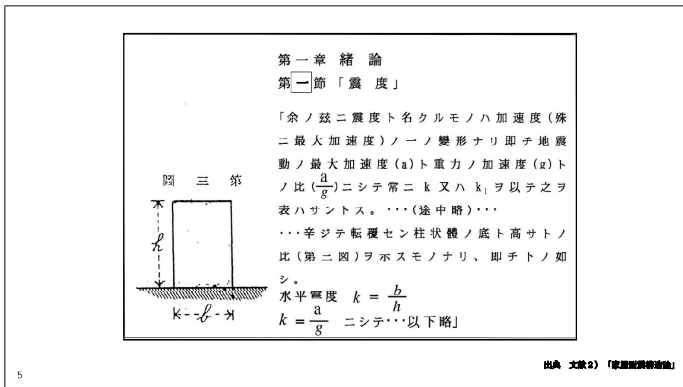 第一章 緒論
第一節「震度」
「余ノ玆ニ震度ト名クルモノハ加速度(殊
ニ最大加速度)ノ一ノ變形ナリ即チ地震
動ノ最大加速度(a)ト重力ノ加速度(g)ト
ノ比(a/g)ニシテ常ニ k 又ハ k₁ ヲ以テ之ヲ
表ハサントス。・・・(途中略)・・・
・・・辛ジテ転覆セン柱状體ノ底ト高サトノ
比(第三図)ヲ示スモノナリ、即チトノ如
シ。
水平震度 k = b/h
k = a/g ニシテ・・・以下略」
圖三第
h
b
出典 文献2) 「家屋耐震構造論」
5